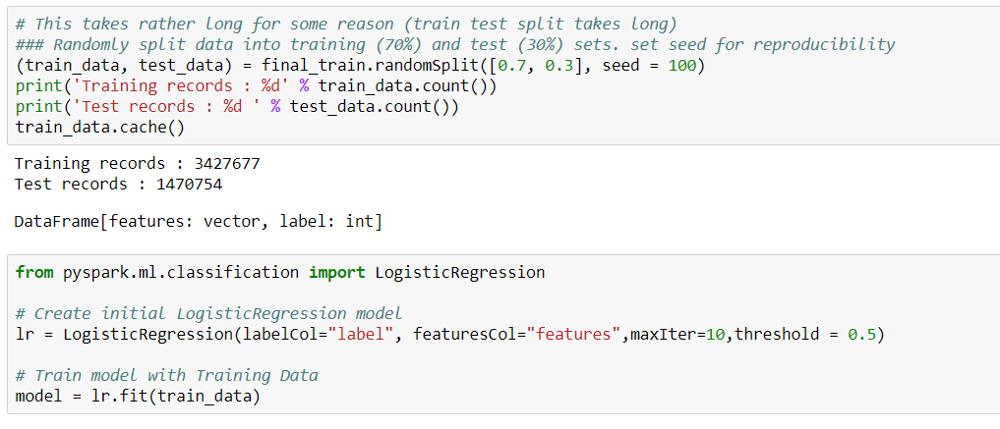 # This takes rather long for some reason (train test split takes long)
### Randomly split data into training (70%) and test (30%) sets. set seed for reproducibility
(train_data, test_data) = final_train.randomSplit([0.7, 0.3], seed = 100)
print('Training records : %d' % train_data.count())
print('Test records : %d ' % test_data.count())
train_data.cache()
Training records : 3427677
Test records : 1470754
DataFrame[features: vector, label: int]
from pyspark.ml.classification import LogisticRegression
# Create initial LogisticRegression model
lr = LogisticRegression(labelCol="label", featuresCol="features",maxIter=10,threshold = 0.5)
# Train model with Training Data
model = lr.fit(train_data)